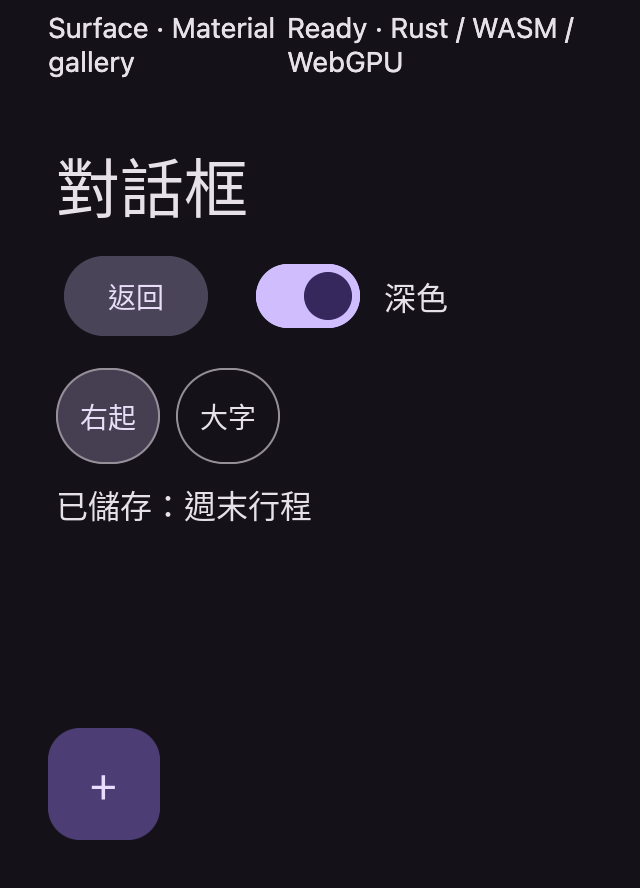 Surface · Material gallery
Ready · Rust / WASM / WebGPU
對話框
返回
深色
右起
大字
已儲存：週末行程
+